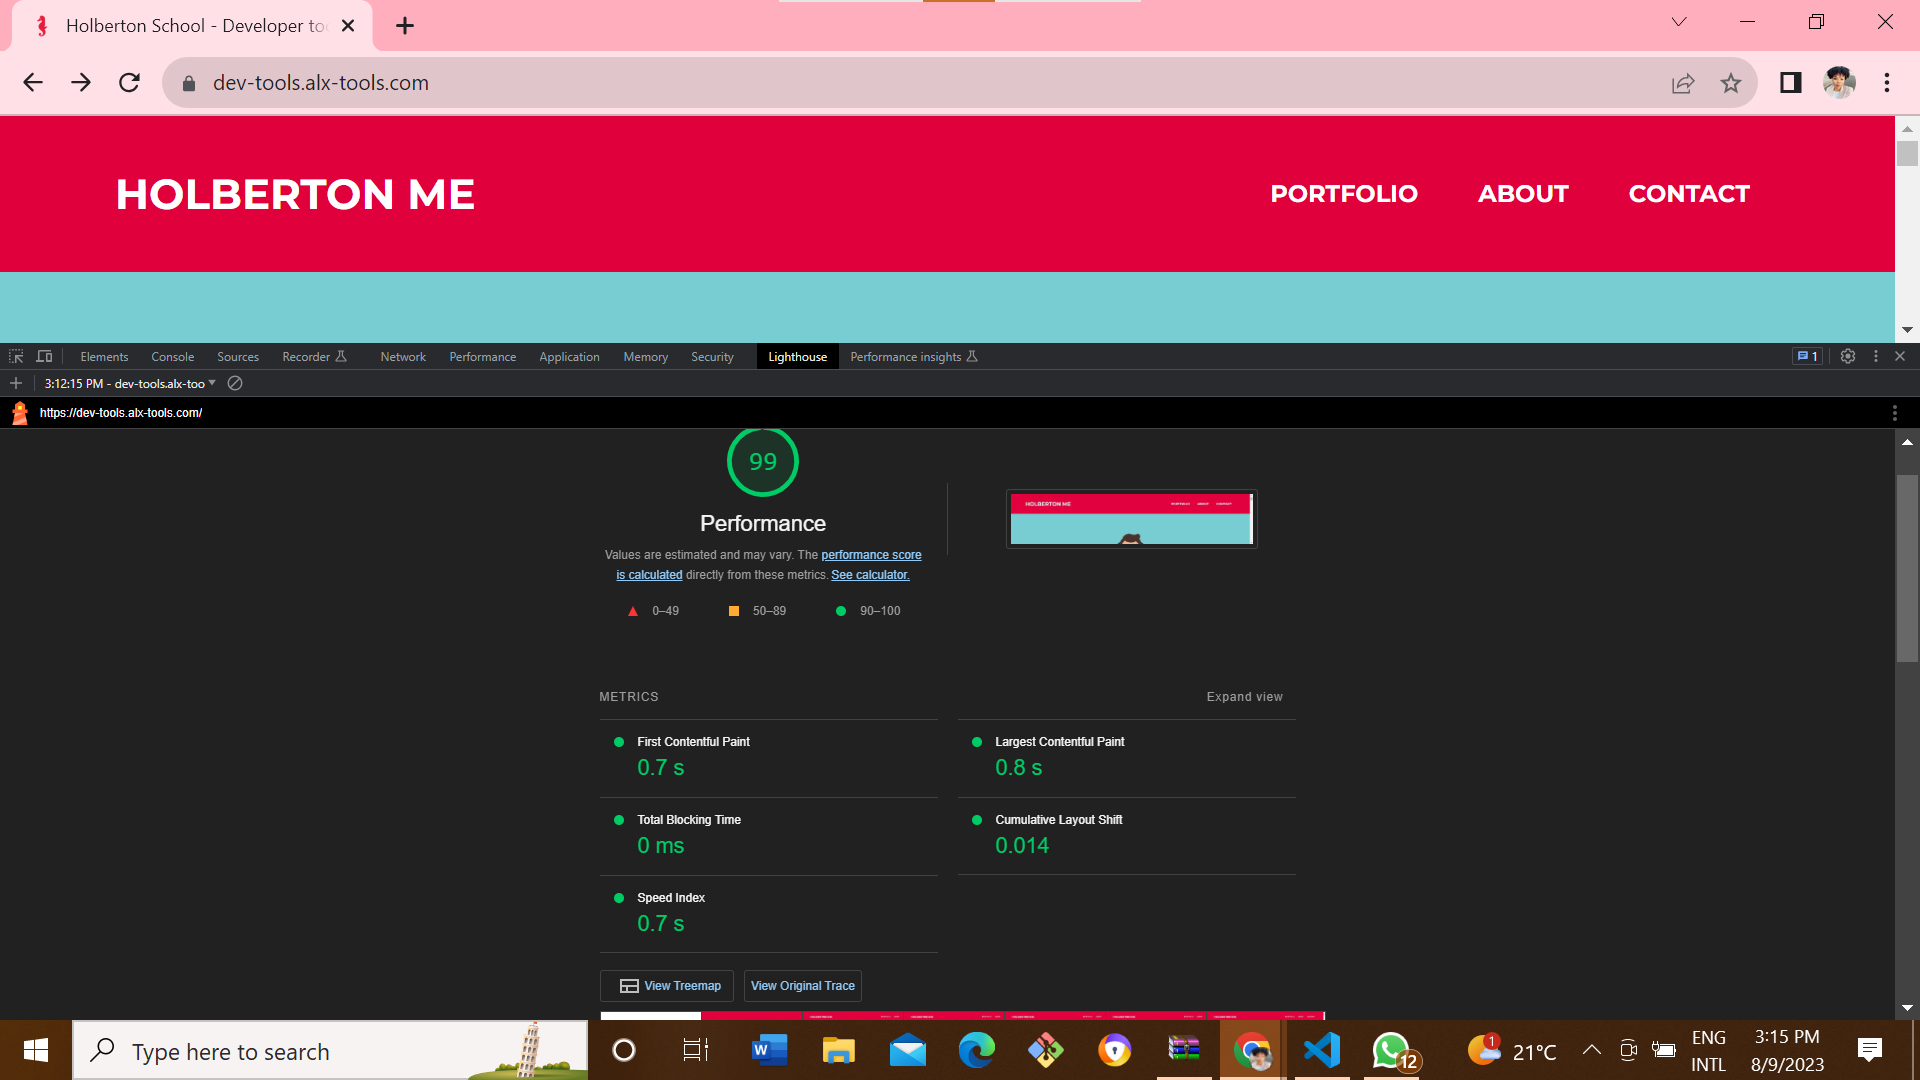 Holberton School - Developer to
dev-tools.alx-tools.com
HOLBERTON ME
PORTFOLIO
ABOUT
CONTACT
Elements
Console
Sources
Recorder
Network
Performance
Application
Memory
Security
Lighthouse
Performance insights
1
3:12:15 PM - dev-tools.alx-too
https://dev-tools.alx-tools.com/
99
HOLBERTON ME
PORTFOLIO ABOUT CONTACT
Performance
Values are estimated and may vary. The performance score
is calculated directly from these metrics. See calculator.
0–49
50–89
90–100
METRICS
Expand view
First Contentful Paint
0.7 s
Largest Contentful Paint
0.8 s
Total Blocking Time
0 ms
Cumulative Layout Shift
0.014
Speed Index
0.7 s
View Treemap
View Original Trace
Type here to search
W
12
1
21°C
ENG
INTL
3:15 PM
8/9/2023